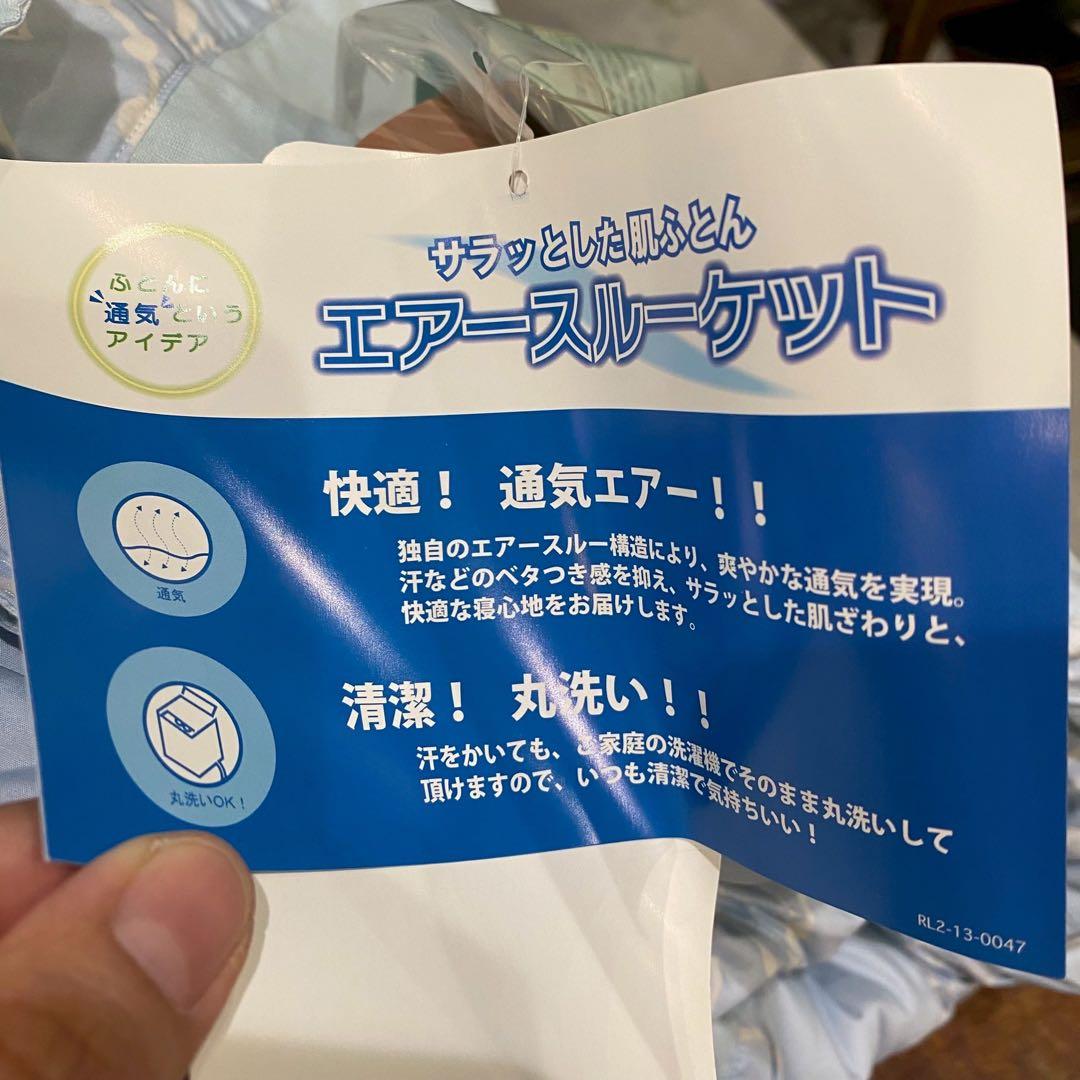 サラッとした肌ふとん
エアースルーケット
ふとんに
"通気"という
アイデア
快適！ 通気エアー！！
独自のエアースルー構造により、爽やかな通気を実現。
汗などのベタつき感を抑え、サラッとした肌ざわりと、
快適な寝心地をお届けします。
通気
清潔！ 丸洗い！！
汗をかいても、ご家庭の洗濯機でそのまま丸洗いして
頂けますので、いつも清潔で気持ちいい！
丸洗いOK！
RL2-13-0047